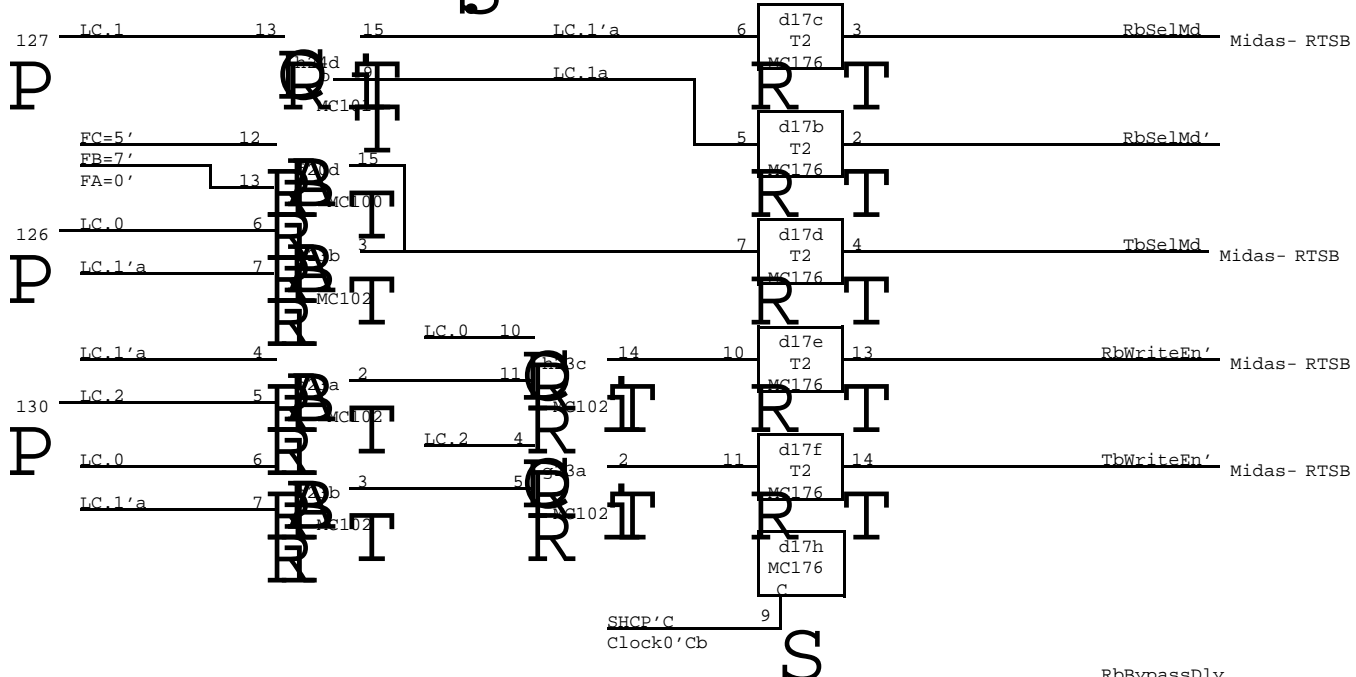 LC.1 13 15 LC.1'a 6 d17c T2 MC176 3 RbSelMd Midas- RTSB
127
P R T R T
9 LC.1a
T
FC=5' 12 5 d17b T2 MC176 2 RbSelMd'
FB=7' 15
FA=0' 13
MC100 T R T
LC.0 6
126
3 7 d17d T2 MC176 4 TbSelMd Midas- RTSB
P LC.1'a 7
MC102 T R T
R
LC.0 10
LC.1'a 4 h23c 14 10 d17e T2 MC176 13 RbWriteEn' Midas- RTSB
2 11
LC.2 5
130
MC102 T MC102 R T R T
LC.2 4
P
LC.0 6 g23a 2 11 d17f T2 MC176 14 TbWriteEn' Midas- RTSB
3 5
LC.1'a 7
MC102 T MC102 R T R T
R
d17h
MC176
C
SHCP'C 9
Clock0'Cb
S
RbBypassDly